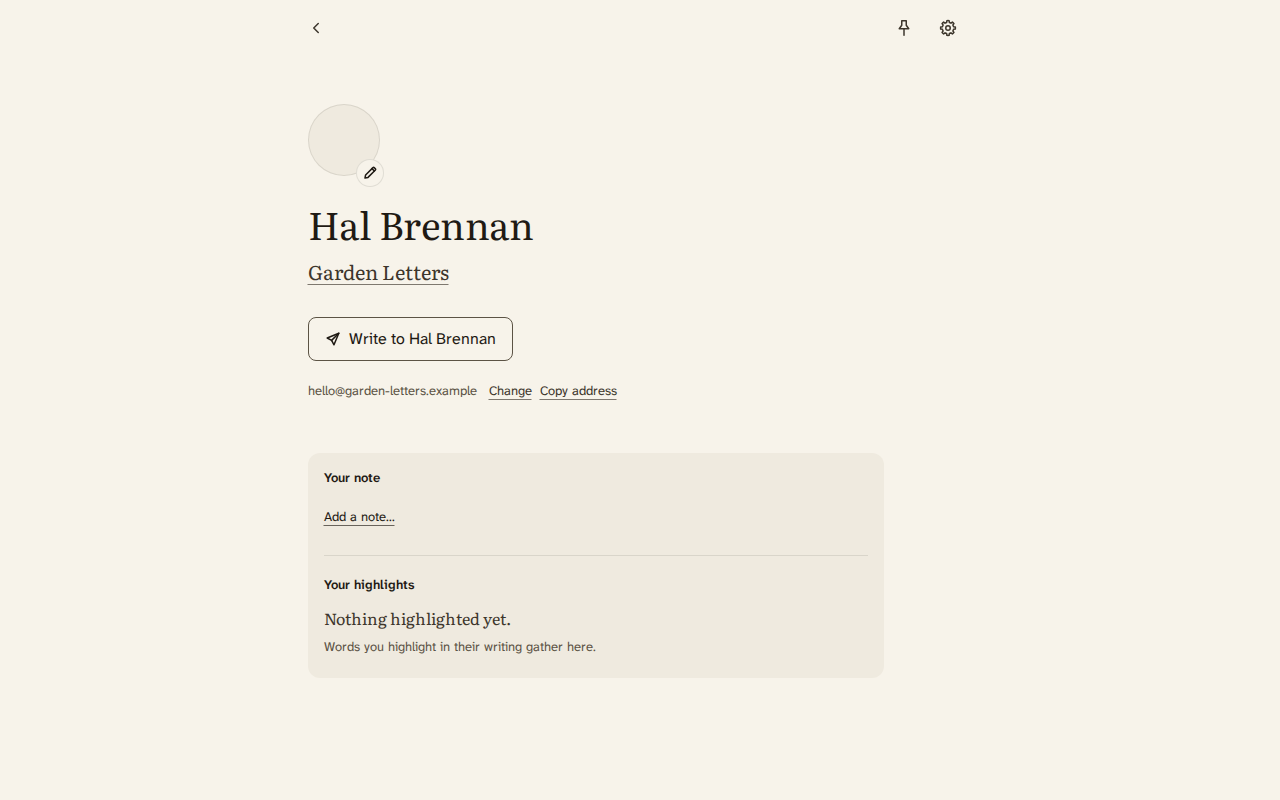 Hal Brennan
Garden Letters
Write to Hal Brennan
hello@garden-letters.example Change Copy address
Your note
Add a note…
Your highlights
Nothing highlighted yet.
Words you highlight in their writing gather here.